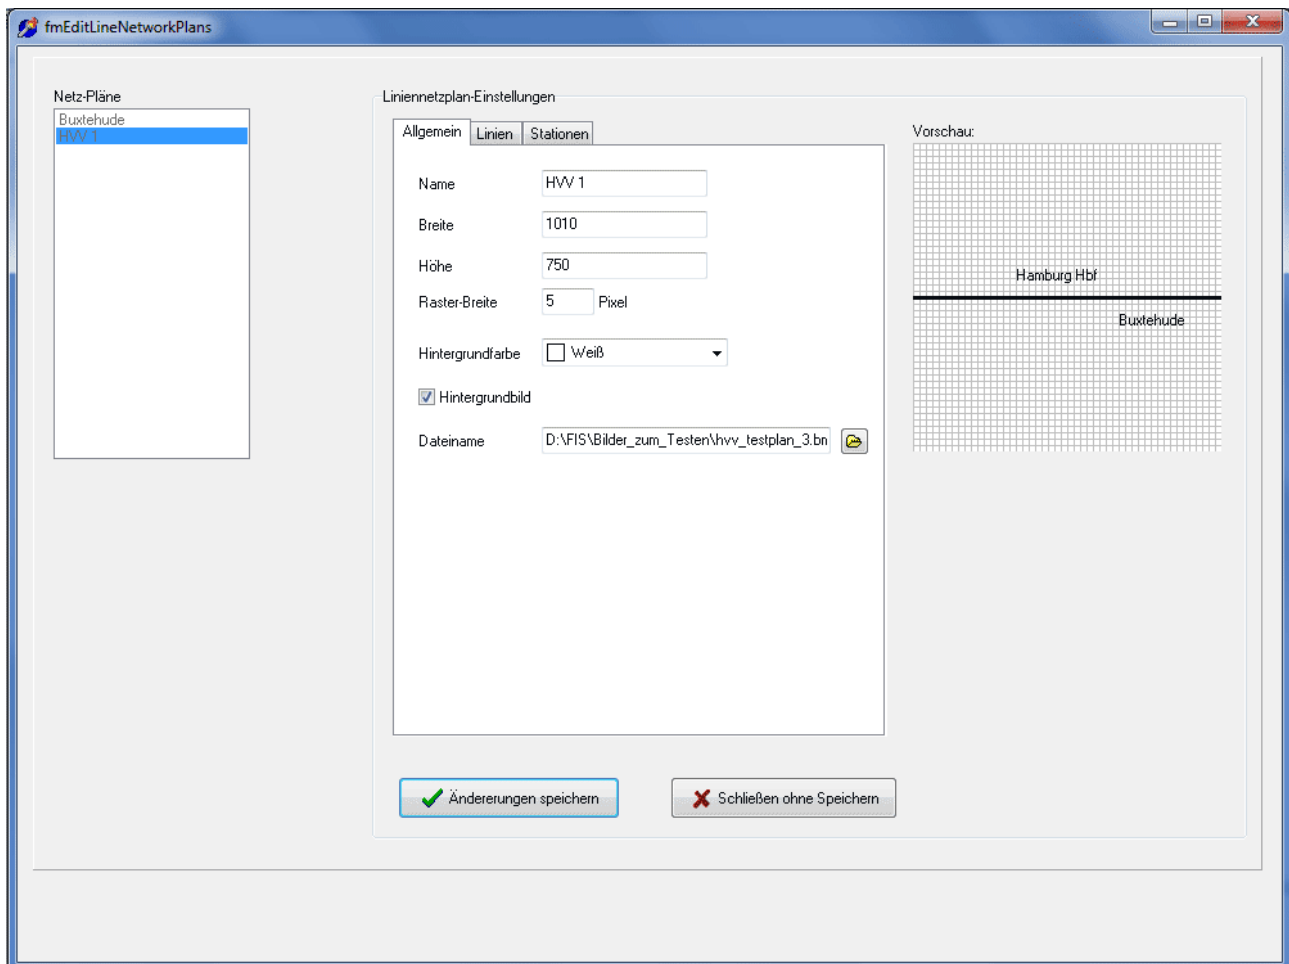 fmEditLineNetworkPlans
Netz-Pläne
Buxtehude
HVV 1
Liniennetzplan-Einstellungen
Allgemein
Linien
Stationen
Name
HVV 1
Breite
1010
Höhe
750
Raster-Breite
5
Pixel
Hintergrundfarbe
Weiß
Hintergrundbild
Dateiname
D:\FIS\Bilder_zum_Testen\hvv_testplan_3.bn
Vorschau:
Hamburg Hbf
Buxtehude
Ändererungen speichern
Schließen ohne Speichern